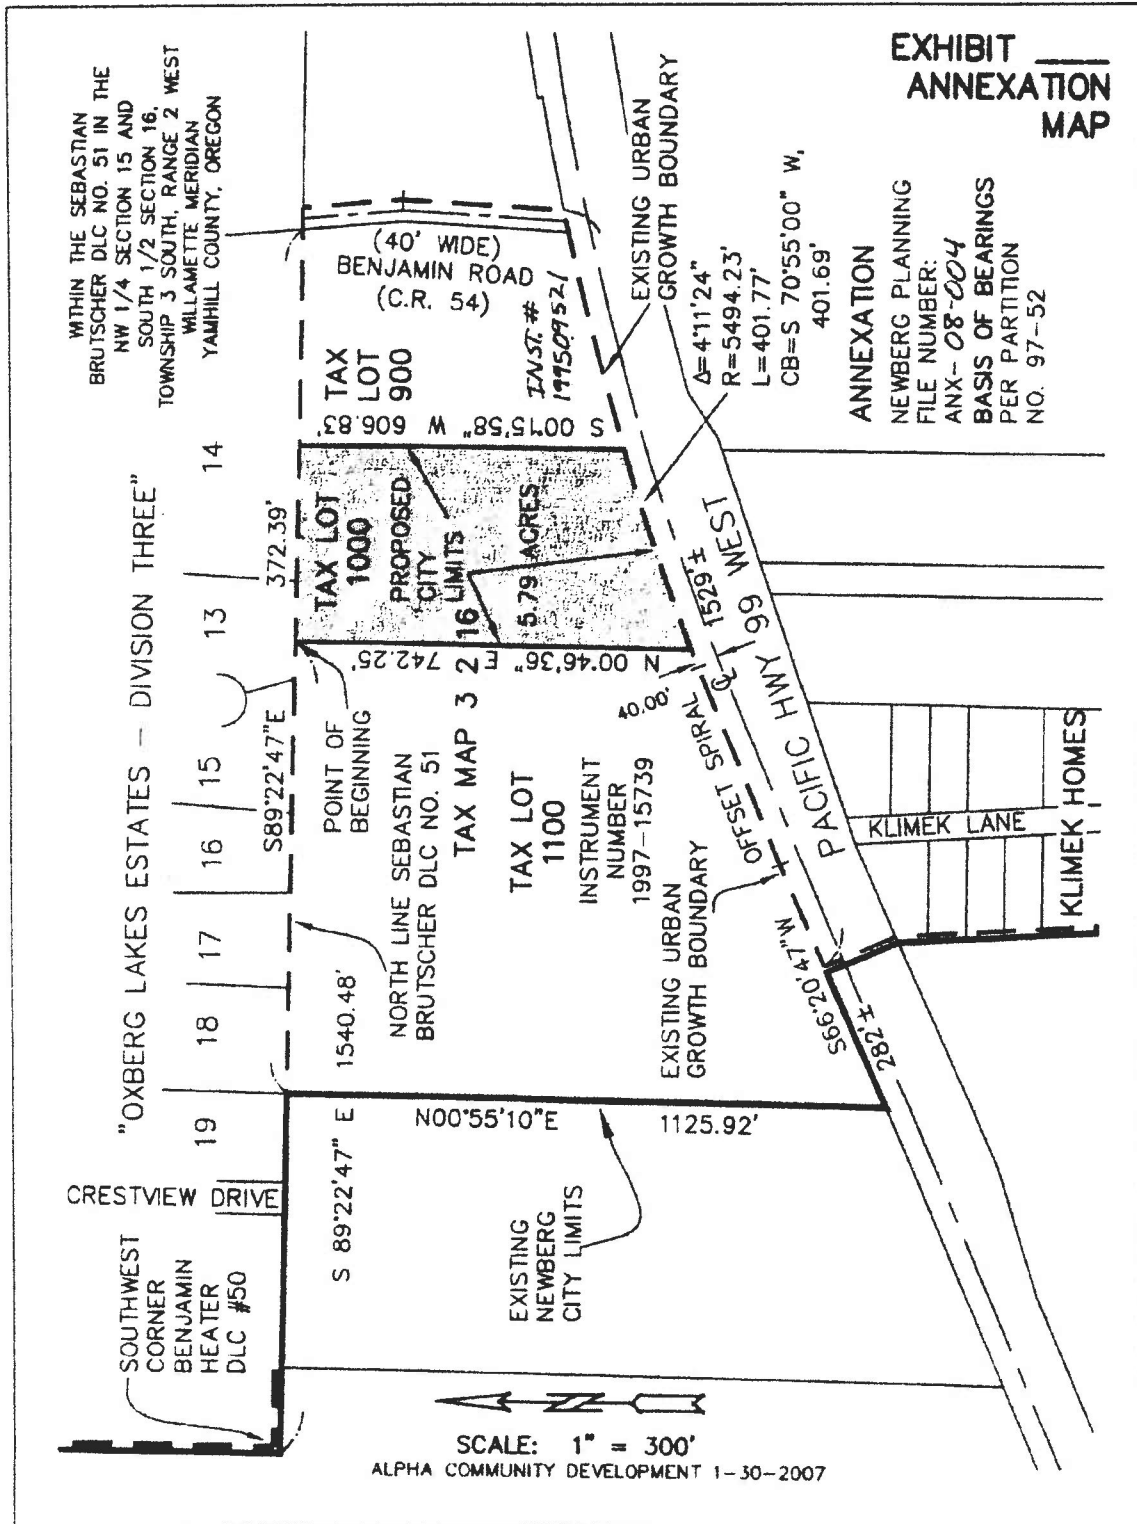 EXHIBIT ____
ANNEXATION
MAP
WITHIN THE SEBASTIAN
BRUTSCHER DLC NO. 51 IN THE
NW 1/4 SECTION 15 AND
SOUTH 1/2 SECTION 16,
TOWNSHIP 3 SOUTH, RANGE 2 WEST
WILLAMETTE MERIDIAN
YAMHILL COUNTY, OREGON
(40' WIDE)
BENJAMIN ROAD
(C.R. 54)
EXISTING URBAN
GROWTH BOUNDARY
TAX
LOT
900
INST.#
199509521
S 00°15'58" W 606.83'
Δ=4°11'24"
R=5494.23'
L=401.77'
CB=S 70°55'00" W,
401.69'
ANNEXATION
NEWBERG PLANNING
FILE NUMBER:
ANX-08-004
BASIS OF BEARINGS
PER PARTITION
NO. 97-52
"OXBERG LAKES ESTATES - DIVISION THREE"
14
13
15
16
17
18
19
372.39'
TAX LOT
1000
PROPOSED
CITY
LIMITS
5.79 ACRES
N 00°46'36" E 742.25'
TAX MAP 3 2 16
S89°22'47"E
POINT OF
BEGINNING
NORTH LINE SEBASTIAN
BRUTSCHER DLC NO. 51
TAX LOT
1100
INSTRUMENT
NUMBER
1997-15739
40.00'
OFFSET SPIRAL
℄
1529'±
PACIFIC HWY 99 WEST
EXISTING URBAN
GROWTH BOUNDARY
S66°20'47"W
282'±
KLIMEK LANE
KLIMEK HOMES
S 89°22'47" E 1540.48'
N00°55'10"E 1125.92'
EXISTING
NEWBERG
CITY LIMITS
CRESTVIEW DRIVE
SOUTHWEST
CORNER
BENJAMIN
HEATER
DLC #50
SCALE: 1" = 300'
ALPHA COMMUNITY DEVELOPMENT 1-30-2007